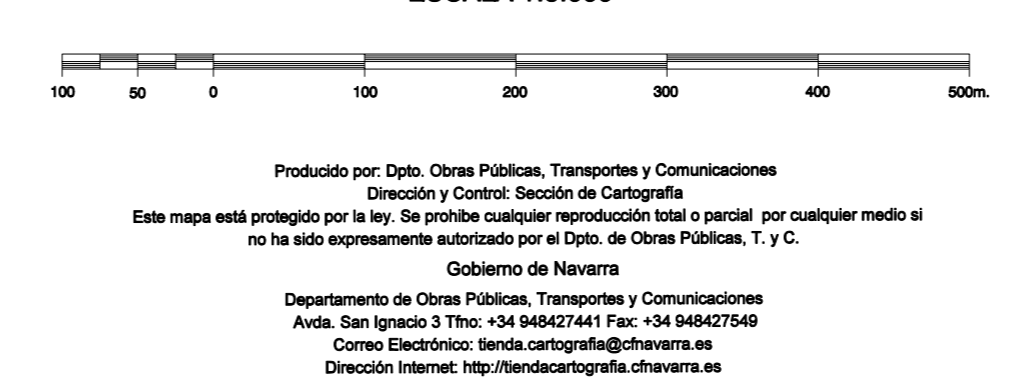 100 50 0 100 200 300 400 500m.
Producido por: Dpto. Obras Públicas, Transportes y Comunicaciones
Dirección y Control: Sección de Cartografía
Este mapa está protegido por la ley. Se prohibe cualquier reproducción total o parcial por cualquier medio si
no ha sido expresamente autorizado por el Dpto. de Obras Públicas, T. y C.
Gobierno de Navarra
Departamento de Obras Públicas, Transportes y Comunicaciones
Avda. San Ignacio 3 Tfno: +34 948427441 Fax: +34 948427549
Correo Electrónico: tienda.cartografia@cfnavarra.es
Dirección Internet: http://tiendacartografia.cfnavarra.es